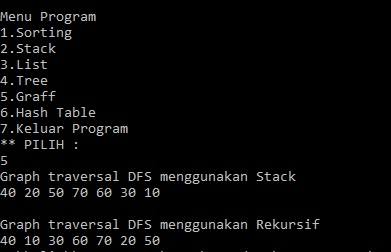 Menu Program
1.Sorting
2.Stack
3.List
4.Tree
5.Graff
6.Hash Table
7.Keluar Program
** PILIH :
5
Graph traversal DFS menggunakan Stack
40 20 50 70 60 30 10
Graph traversal DFS menggunakan Rekursif
40 10 30 60 70 20 50